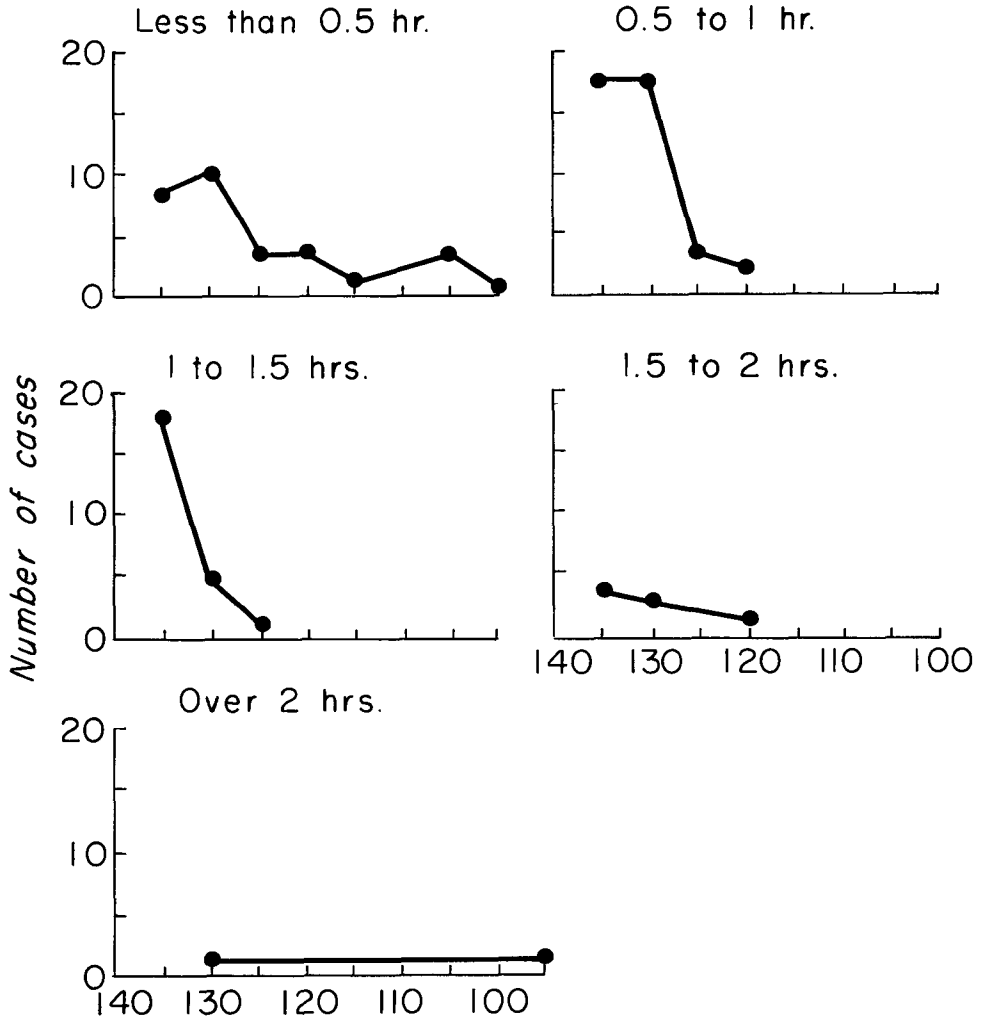 Less than 0.5 hr.
0.5 to 1 hr.
20
10
0
1 to 1.5 hrs.
1.5 to 2 hrs.
Number of cases
20
10
0
140 130 120 110 100
Over 2 hrs.
20
10
0
140 130 120 110 100